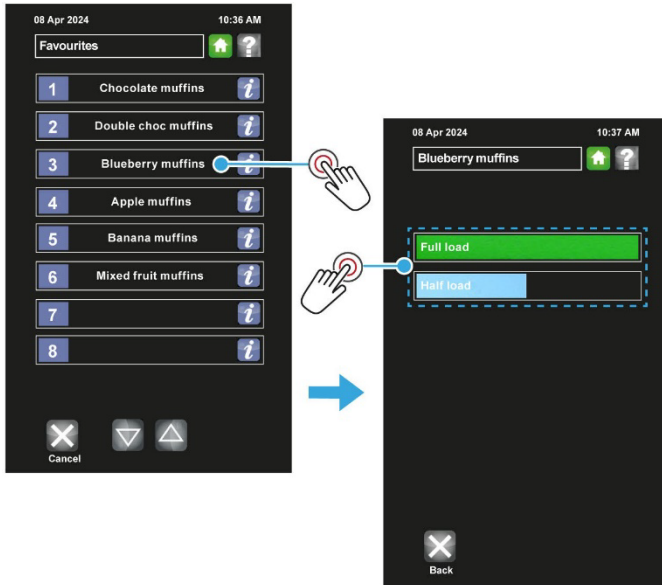 08 Apr 2024 10:36 AM
Favourites ?
1 Chocolate muffins i
2 Double choc muffins i
3 Blueberry muffins i
4 Apple muffins i
5 Banana muffins i
6 Mixed fruit muffins i
7 i
8 i
Cancel
08 Apr 2024 10:37 AM
Blueberry muffins ?
Full load
Half load
Back